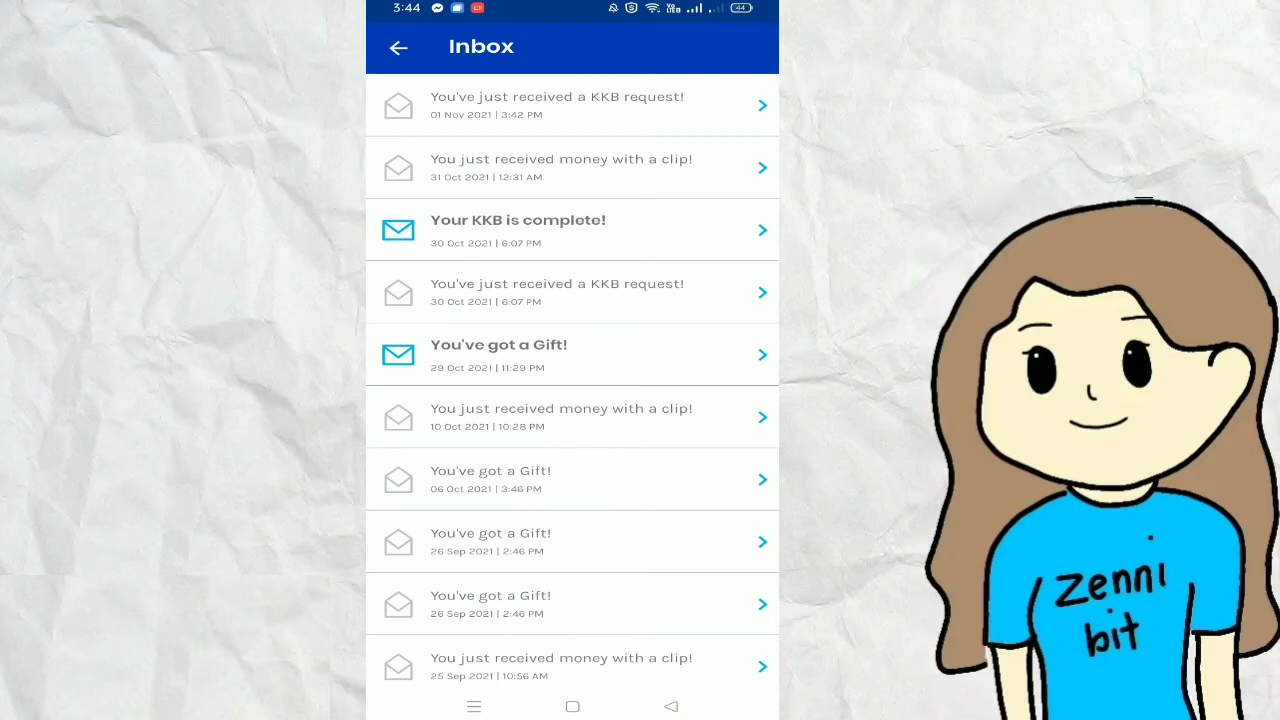 3:44
44
Inbox
You've just received a KKB request!
01 Nov 2021 | 3:42 PM
You just received money with a clip!
31 Oct 2021 | 12:31 AM
Your KKB is complete!
30 Oct 2021 | 6:07 PM
You've just received a KKB request!
30 Oct 2021 | 6:07 PM
You've got a Gift!
29 Oct 2021 | 11:29 PM
You just received money with a clip!
10 Oct 2021 | 10:28 PM
You've got a Gift!
06 Oct 2021 | 3:46 PM
You've got a Gift!
26 Sep 2021 | 2:46 PM
You've got a Gift!
26 Sep 2021 | 2:46 PM
You just received money with a clip!
25 Sep 2021 | 10:56 AM
zenni
bit